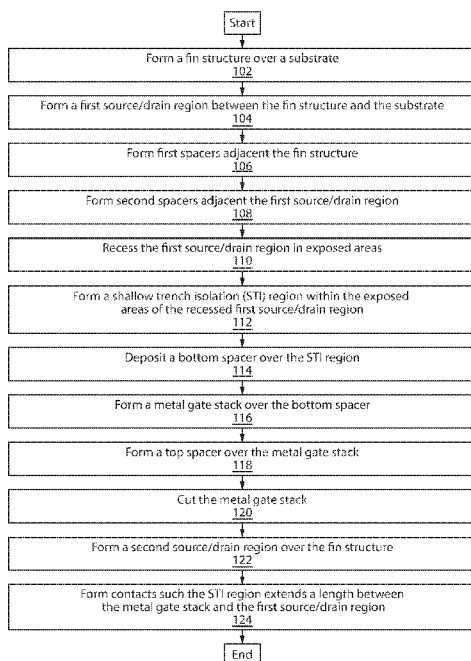 Start
Form a fin structure over a substrate
102
Form a first source/drain region between the fin structure and the substrate
104
Form first spacers adjacent the fin structure
106
Form second spacers adjacent the first source/drain region
108
Recess the first source/drain region in exposed areas
110
Form a shallow trench isolation (STI) region within the exposed
areas of the recessed first source/drain region
112
Deposit a bottom spacer over the STI region
114
Form a metal gate stack over the bottom spacer
116
Form a top spacer over the metal gate stack
118
Cut the metal gate stack
120
Form a second source/drain region over the fin structure
122
Form contacts such the STI region extends a length between
the metal gate stack and the first source/drain region
124
End